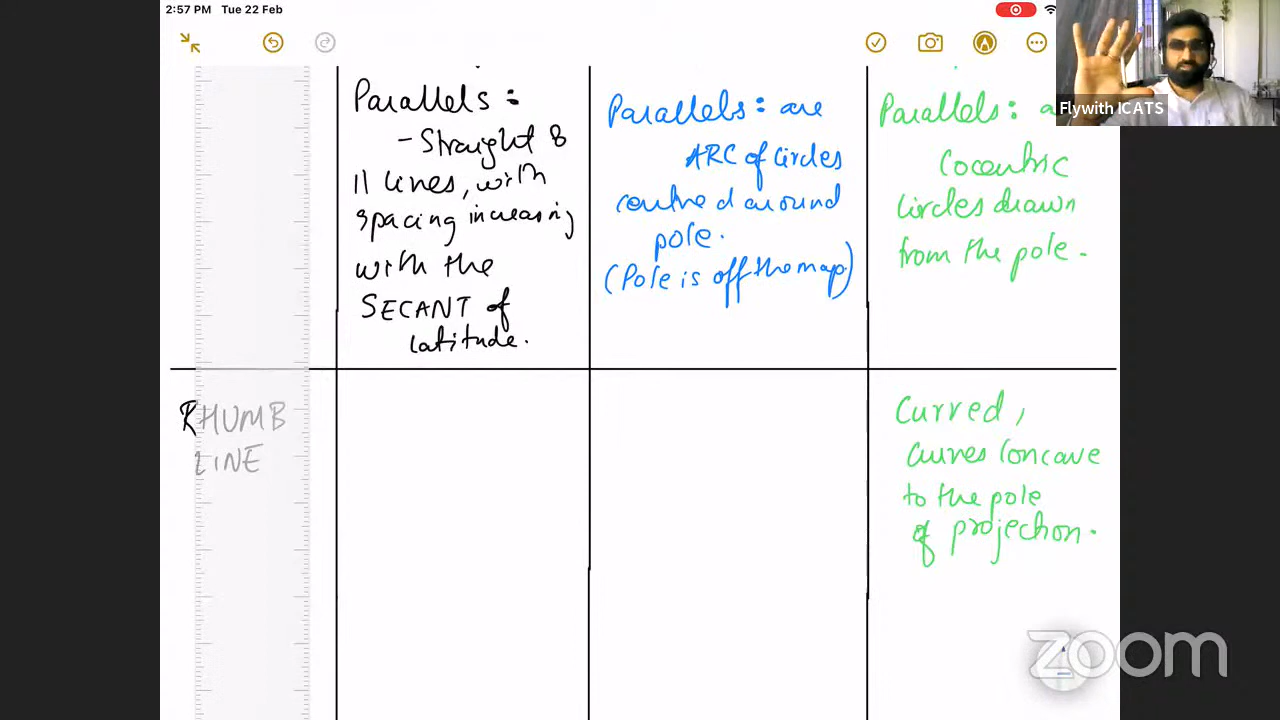 2:57 PM Tue 22 Feb
Flywith ICATS
Parallels :
- Straight &
11 lines with
spacing increasing
with the
SECANT of
latitude.
Parallels : are
ARC of Circles
centred around
pole.
(Pole is off the map)
Parallels : a
Cocentric
Circles drawn
from the pole.
RHUMB
LINE
Curved,
Curves Concave
to the pole
of projection.
zoom